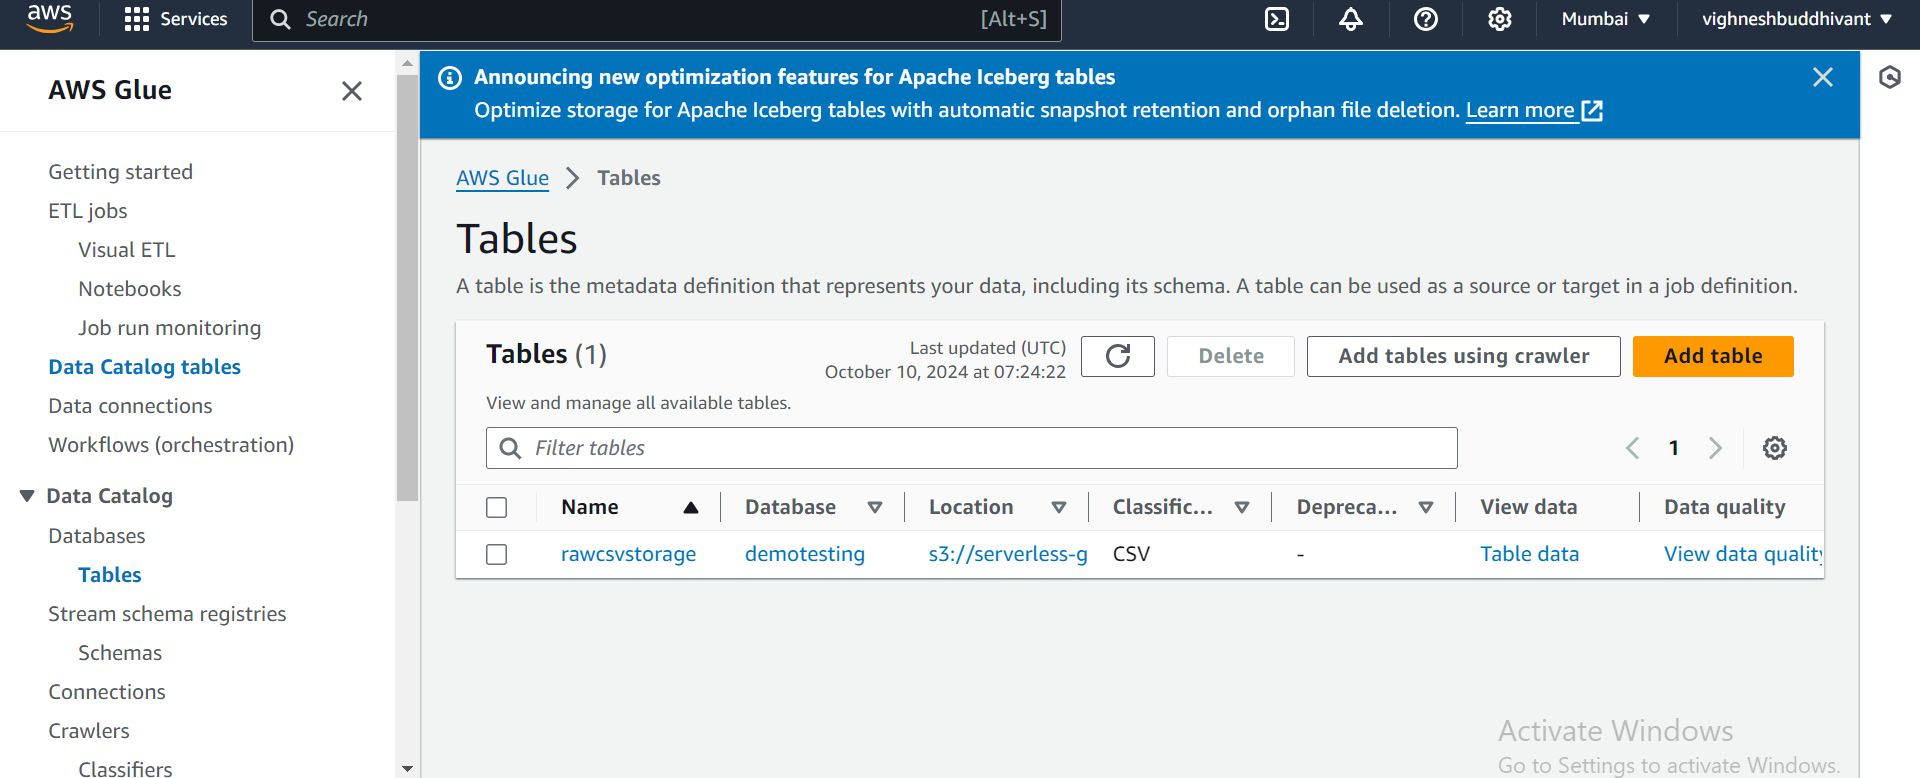 aws Services Search [Alt+S] Mumbai vighneshbuddhivant
AWS Glue
Getting started
ETL jobs
Visual ETL
Notebooks
Job run monitoring
Data Catalog tables
Data connections
Workflows (orchestration)
Data Catalog
Databases
Tables
Stream schema registries
Schemas
Connections
Crawlers
Classifiers
Announcing new optimization features for Apache Iceberg tables
Optimize storage for Apache Iceberg tables with automatic snapshot retention and orphan file deletion. Learn more
AWS Glue > Tables
Tables
A table is the metadata definition that represents your data, including its schema. A table can be used as a source or target in a job definition.
Tables (1)
Last updated (UTC)
October 10, 2024 at 07:24:22
Delete Add tables using crawler Add table
View and manage all available tables.
Filter tables
1
Name Database Location Classific... Depreca... View data Data quality
rawcsvstorage demotesting s3://serverless-g CSV - Table data View data quality
Activate Windows
Go to Settings to activate Windows.